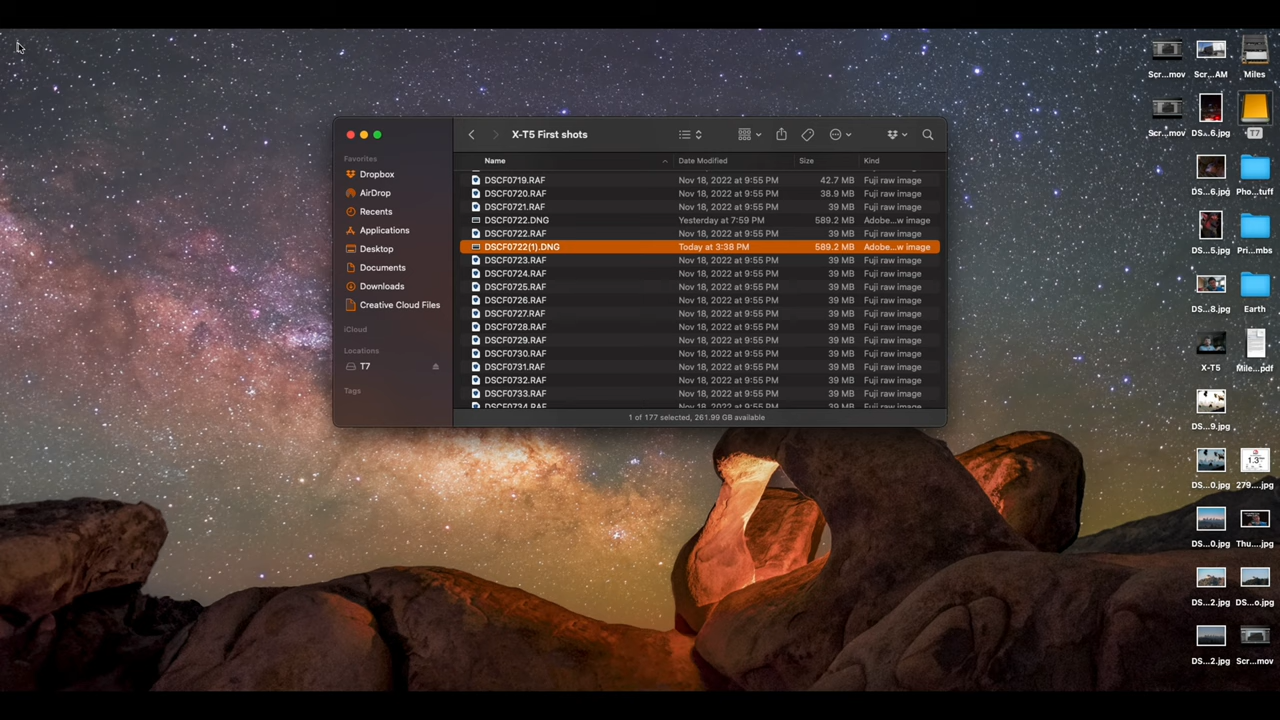 X-T5 First shots
Favorites
Dropbox
AirDrop
Recents
Applications
Desktop
Documents
Downloads
Creative Cloud Files
iCloud
Locations
T7
Tags
Name Date Modified Size Kind
DSCF0719.RAF Nov 18, 2022 at 9:55 PM 42.7 MB Fuji raw image
DSCF0720.RAF Nov 18, 2022 at 9:55 PM 38.9 MB Fuji raw image
DSCF0721.RAF Nov 18, 2022 at 9:55 PM 39 MB Fuji raw image
DSCF0722.DNG Yesterday at 7:59 PM 589.2 MB Adobe...w image
DSCF0722.RAF Nov 18, 2022 at 9:55 PM 39 MB Fuji raw image
DSCF0722(1).DNG Today at 3:38 PM 589.2 MB Adobe...w image
DSCF0723.RAF Nov 18, 2022 at 9:55 PM 39 MB Fuji raw image
DSCF0724.RAF Nov 18, 2022 at 9:55 PM 39 MB Fuji raw image
DSCF0725.RAF Nov 18, 2022 at 9:55 PM 39 MB Fuji raw image
DSCF0726.RAF Nov 18, 2022 at 9:55 PM 39 MB Fuji raw image
DSCF0727.RAF Nov 18, 2022 at 9:55 PM 39 MB Fuji raw image
DSCF0728.RAF Nov 18, 2022 at 9:55 PM 39 MB Fuji raw image
DSCF0729.RAF Nov 18, 2022 at 9:55 PM 39 MB Fuji raw image
DSCF0730.RAF Nov 18, 2022 at 9:55 PM 39 MB Fuji raw image
DSCF0731.RAF Nov 18, 2022 at 9:55 PM 39 MB Fuji raw image
DSCF0732.RAF Nov 18, 2022 at 9:55 PM 39 MB Fuji raw image
DSCF0733.RAF Nov 18, 2022 at 9:55 PM 39 MB Fuji raw image
DSCF0734.RAF Nov 18, 2022 at 9:55 PM 39 MB Fuji raw image
1 of 177 selected, 261.99 GB available
Scr...mov Scr...AM Miles
Scr...mov DS...6.jpg T7
DS...6.jpg Pho...tuff
DS...5.jpg Pri...mbs
DS...8.jpg Earth
X-T5 Mile...pdf
DS...9.jpg
DS...0.jpg 279....jpg
DS...0.jpg Thu....jpg
DS...2.jpg DS...o.jpg
DS...2.jpg Scr...mov